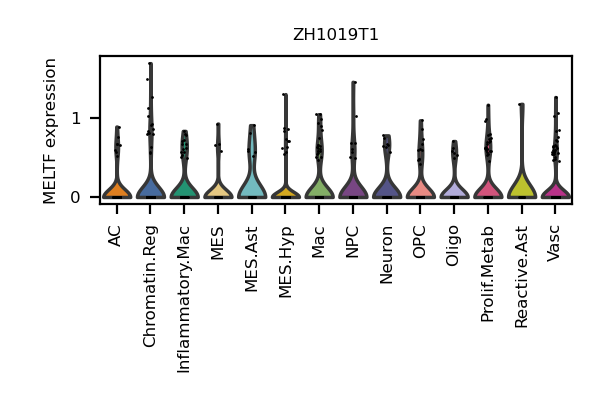 ZH1019T1
MELTF expression
1
0
AC
Chromatin.Reg
Inflammatory.Mac
MES
MES.Ast
MES.Hyp
Mac
NPC
Neuron
OPC
Oligo
Prolif.Metab
Reactive.Ast
Vasc